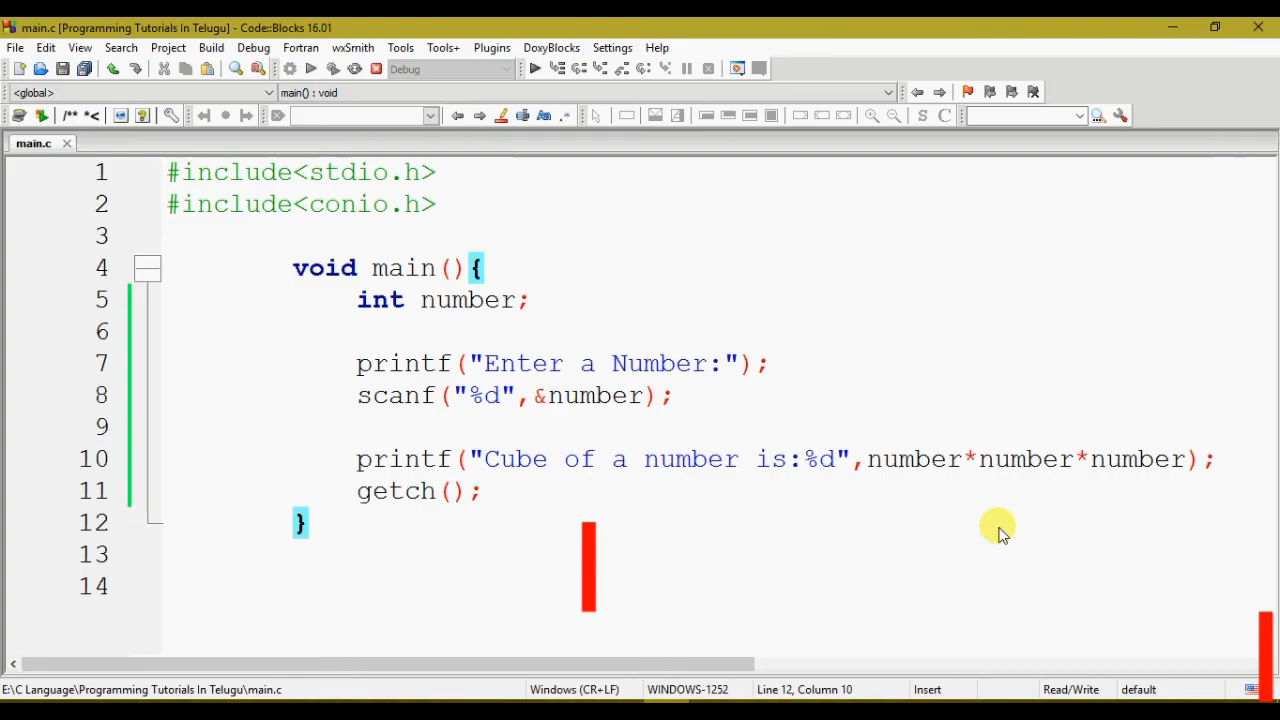 main.c [Programming Tutorials In Telugu] - Code::Blocks 16.01
File Edit View Search Project Build Debug Fortran wxSmith Tools Tools+ Plugins DoxyBlocks Settings Help
Debug
<global> main() : void
/** *< .* S C
main.c
1 #include<stdio.h>
2 #include<conio.h>
3
4 void main(){
5 int number;
6
7 printf("Enter a Number:");
8 scanf("%d",&number);
9
10 printf("Cube of a number is:%d",number*number*number);
11 getch();
12 }
13
14
E:\C Language\Programming Tutorials In Telugu\main.c Windows (CR+LF) WINDOWS-1252 Line 12, Column 10 Insert Read/Write default